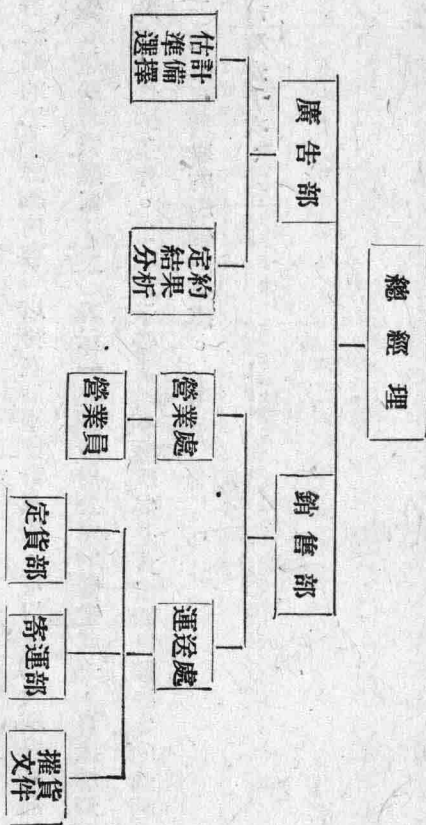 總經理
廣告部
銷售部
估計
準備
選擇
定約
結果
分析
營業處
運送處
營業員
定貨部
寄運部
摧貨
文件